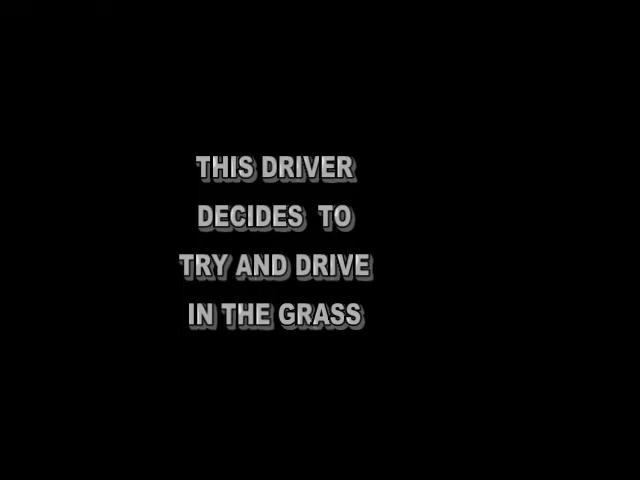 THIS DRIVER
DECIDES TO
TRY AND DRIVE
IN THE GRASS